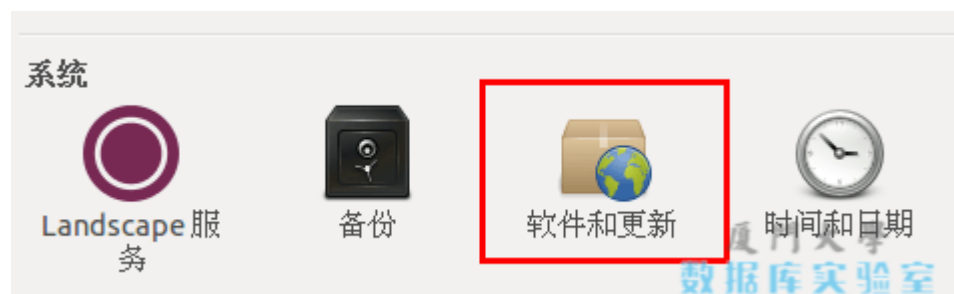 系统
Landscape 服务
备份
软件和更新
时间和日期
厦门大学
数据库实验室